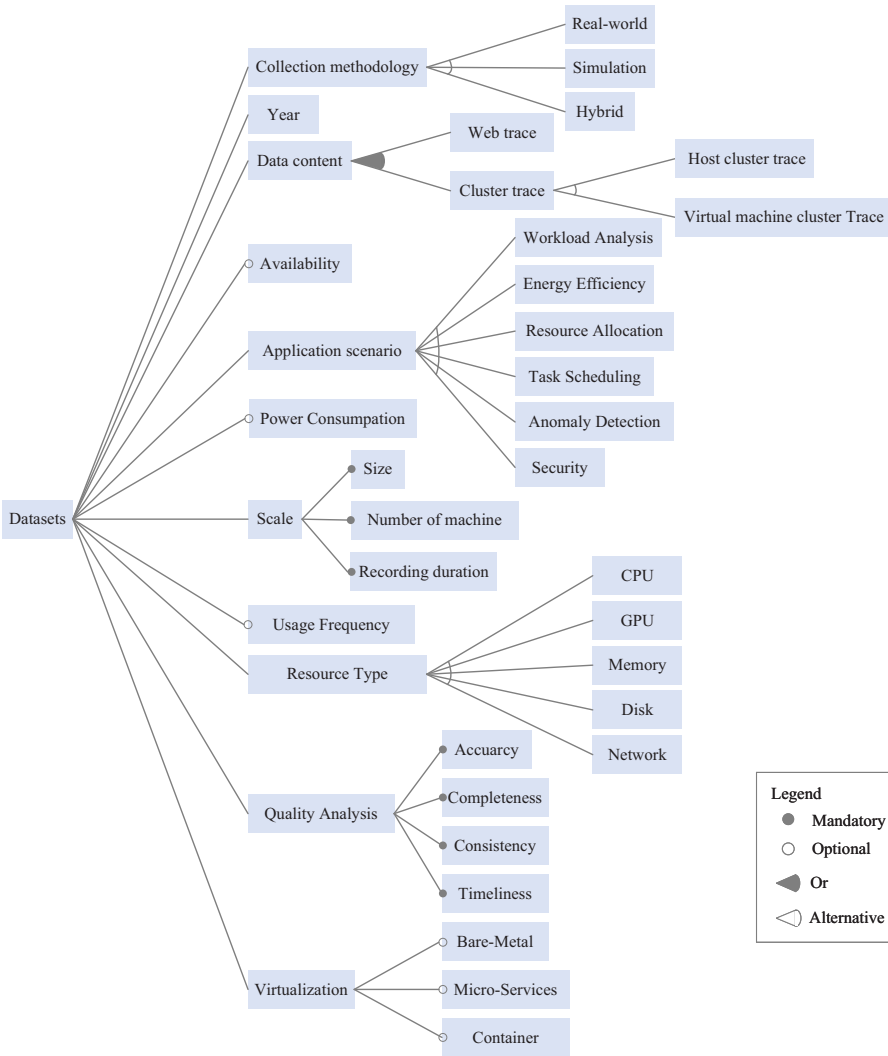 Real-world
Collection methodology
Simulation
Hybrid
Year
Web trace
Data content
Host cluster trace
Cluster trace
Virtual machine cluster Trace
Workload Analysis
Availability
Energy Efficiency
Resource Allocation
Application scenario
Task Scheduling
Power Consumpation
Anomaly Detection
Security
Size
Datasets
Scale
Number of machine
Recording duration
CPU
Usage Frequency
GPU
Resource Type
Memory
Disk
Network
Accuarcy
Completeness
Quality Analysis
Consistency
Timeliness
Legend
Mandatory
Optional
Or
Alternative
Bare-Metal
Virtualization
Micro-Services
Container